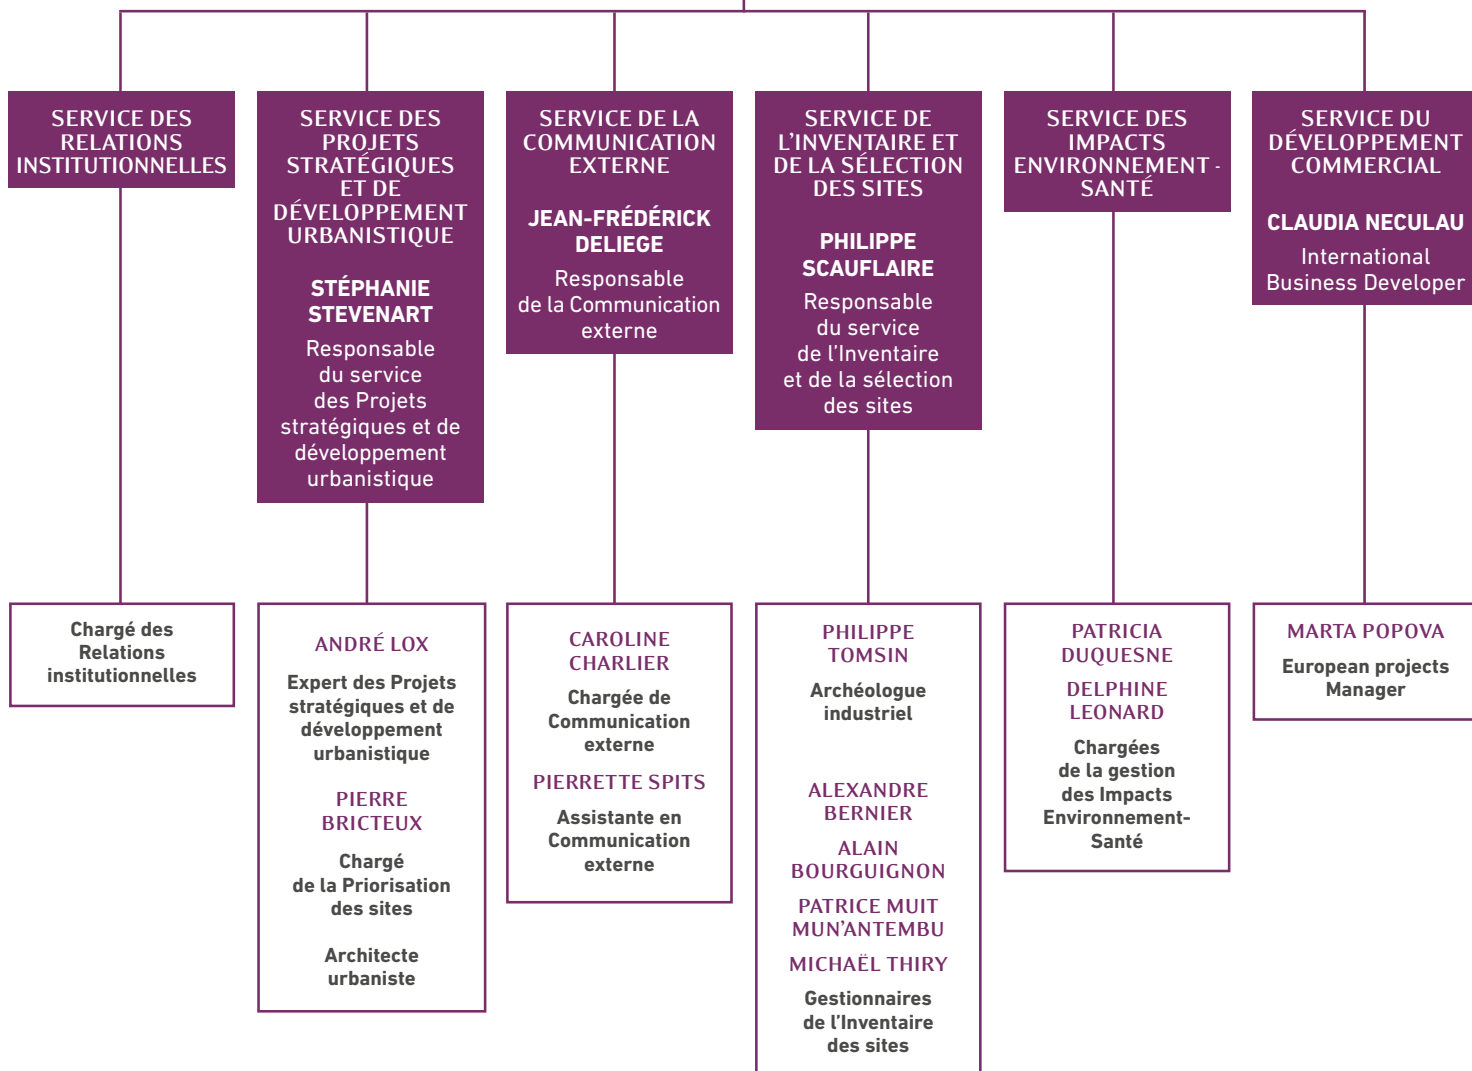 SERVICE DES
RELATIONS
INSTITUTIONNELLES
SERVICE DES
PROJETS
STRATÉGIQUES
ET DE
DÉVELOPPEMENT
URBANISTIQUE
STÉPHANIE
STEVENART
Responsable
du service
des Projets
stratégiques et de
développement
urbanistique
SERVICE DE LA
COMMUNICATION
EXTERNE
JEAN-FRÉDÉRICK
DELIEGE
Responsable
de la Communication
externe
SERVICE DE
L'INVENTAIRE ET
DE LA SÉLECTION
DES SITES
PHILIPPE
SCAUFLAIRE
Responsable
du service
de l'Inventaire
et de la sélection
des sites
SERVICE DES
IMPACTS
ENVIRONNEMENT -
SANTÉ
SERVICE DU
DÉVELOPPEMENT
COMMERCIAL
CLAUDIA NECULAU
International
Business Developer
Chargé des
Relations
institutionnelles
ANDRÉ LOX
Expert des Projets
stratégiques et de
développement
urbanistique
PIERRE
BRICTEUX
Chargé
de la Priorisation
des sites
Architecte
urbaniste
CAROLINE
CHARLIER
Chargée de
Communication
externe
PIERRETTE SPITS
Assistante en
Communication
externe
PHILIPPE
TOMSIN
Archéologue
industriel
ALEXANDRE
BERNIER
ALAIN
BOURGUIGNON
PATRICE MUIT
MUN'ANTEMBU
MICHAËL THIRY
Gestionnaires
de l'Inventaire
des sites
PATRICIA
DUQUESNE
DELPHINE
LEONARD
Chargées
de la gestion
des Impacts
Environnement-
Santé
MARTA POPOVA
European projects
Manager